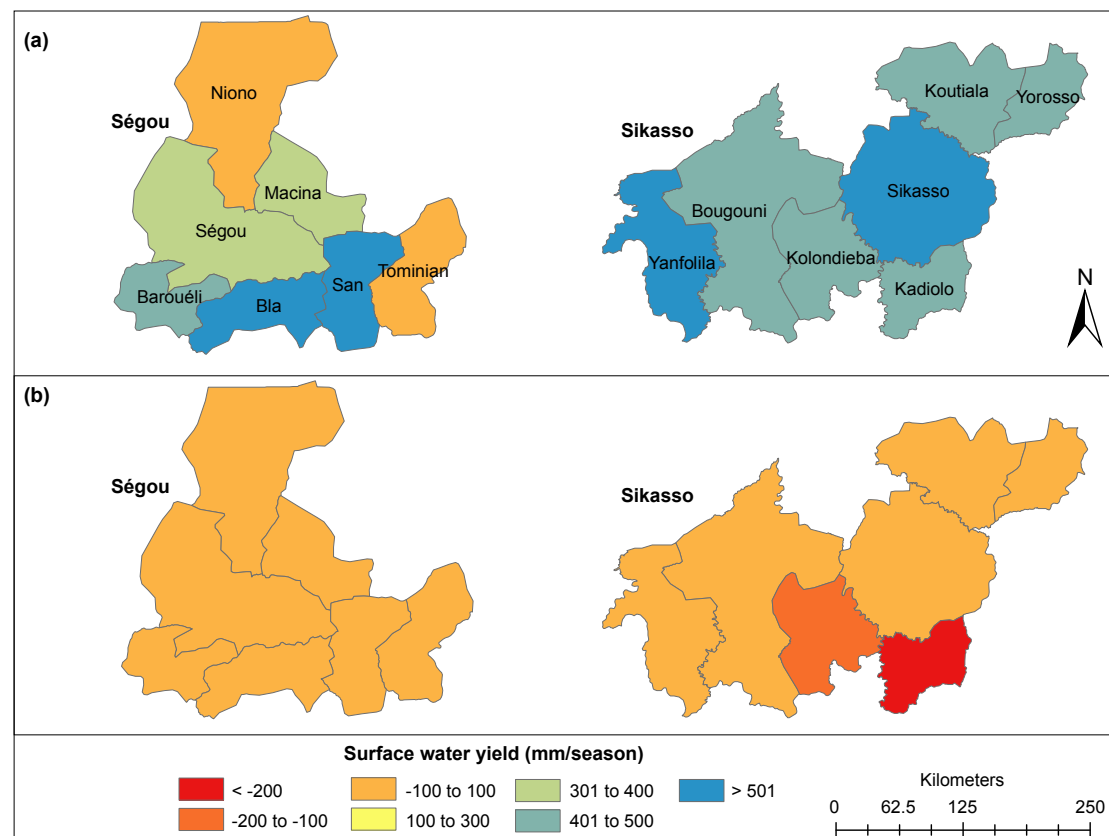 (a)
Niono
Ségou
Macina
Ségou
Tominian
San
Barouéli
Bla
Koutiala
Yorosso
Sikasso
Sikasso
Bougouni
Yanfolila
Kolondieba
Kadiolo
N
(b)
Ségou
Sikasso
Surface water yield (mm/season)
< -200
-100 to 100
301 to 400
> 501
-200 to -100
100 to 300
401 to 500
Kilometers
0 62.5 125 250